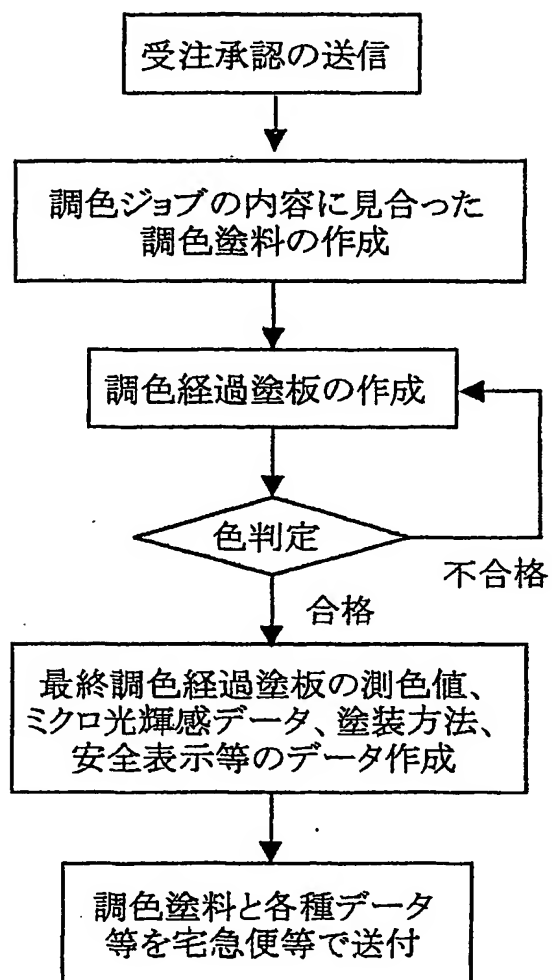 受注承認の送信
調色ジョブの内容に見合った
調色塗料の作成
調色経過塗板の作成
色判定
不合格
合格
最終調色経過塗板の測色値、
ミクロ光輝感データ、塗装方法、
安全表示等のデータ作成
調色塗料と各種データ
等を宅急便等で送付